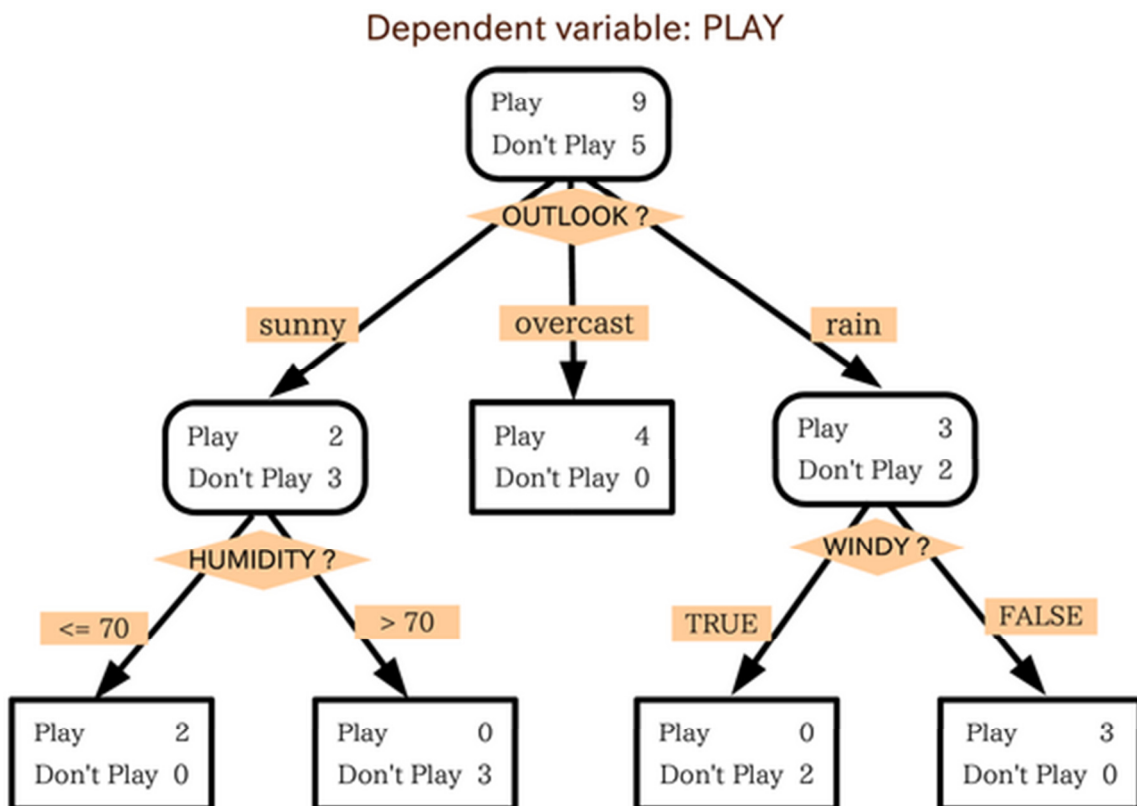 Dependent variable: PLAY
Play 9
Don't Play 5
OUTLOOK ?
sunny
overcast
rain
Play 2
Don't Play 3
Play 4
Don't Play 0
Play 3
Don't Play 2
HUMIDITY ?
WINDY ?
<= 70
> 70
TRUE
FALSE
Play 2
Don't Play 0
Play 0
Don't Play 3
Play 0
Don't Play 2
Play 3
Don't Play 0